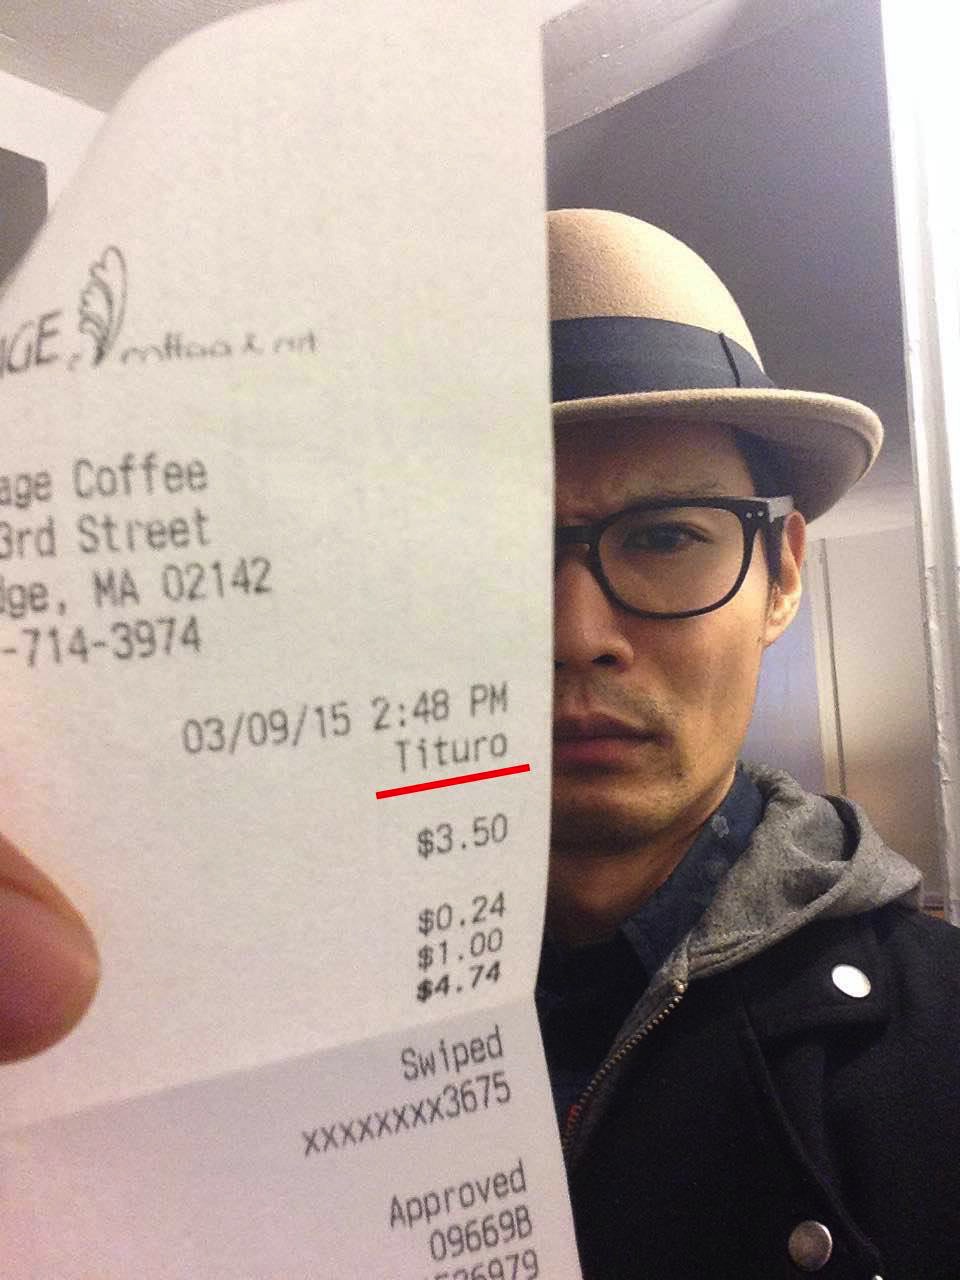 age Coffee
3rd Street
dge, MA 02142
-714-3974
03/09/15 2:48 PM
Tituro
$3.50
$0.24
$1.00
$4.74
Swiped
xxxxxxxx3675
Approved
09669B